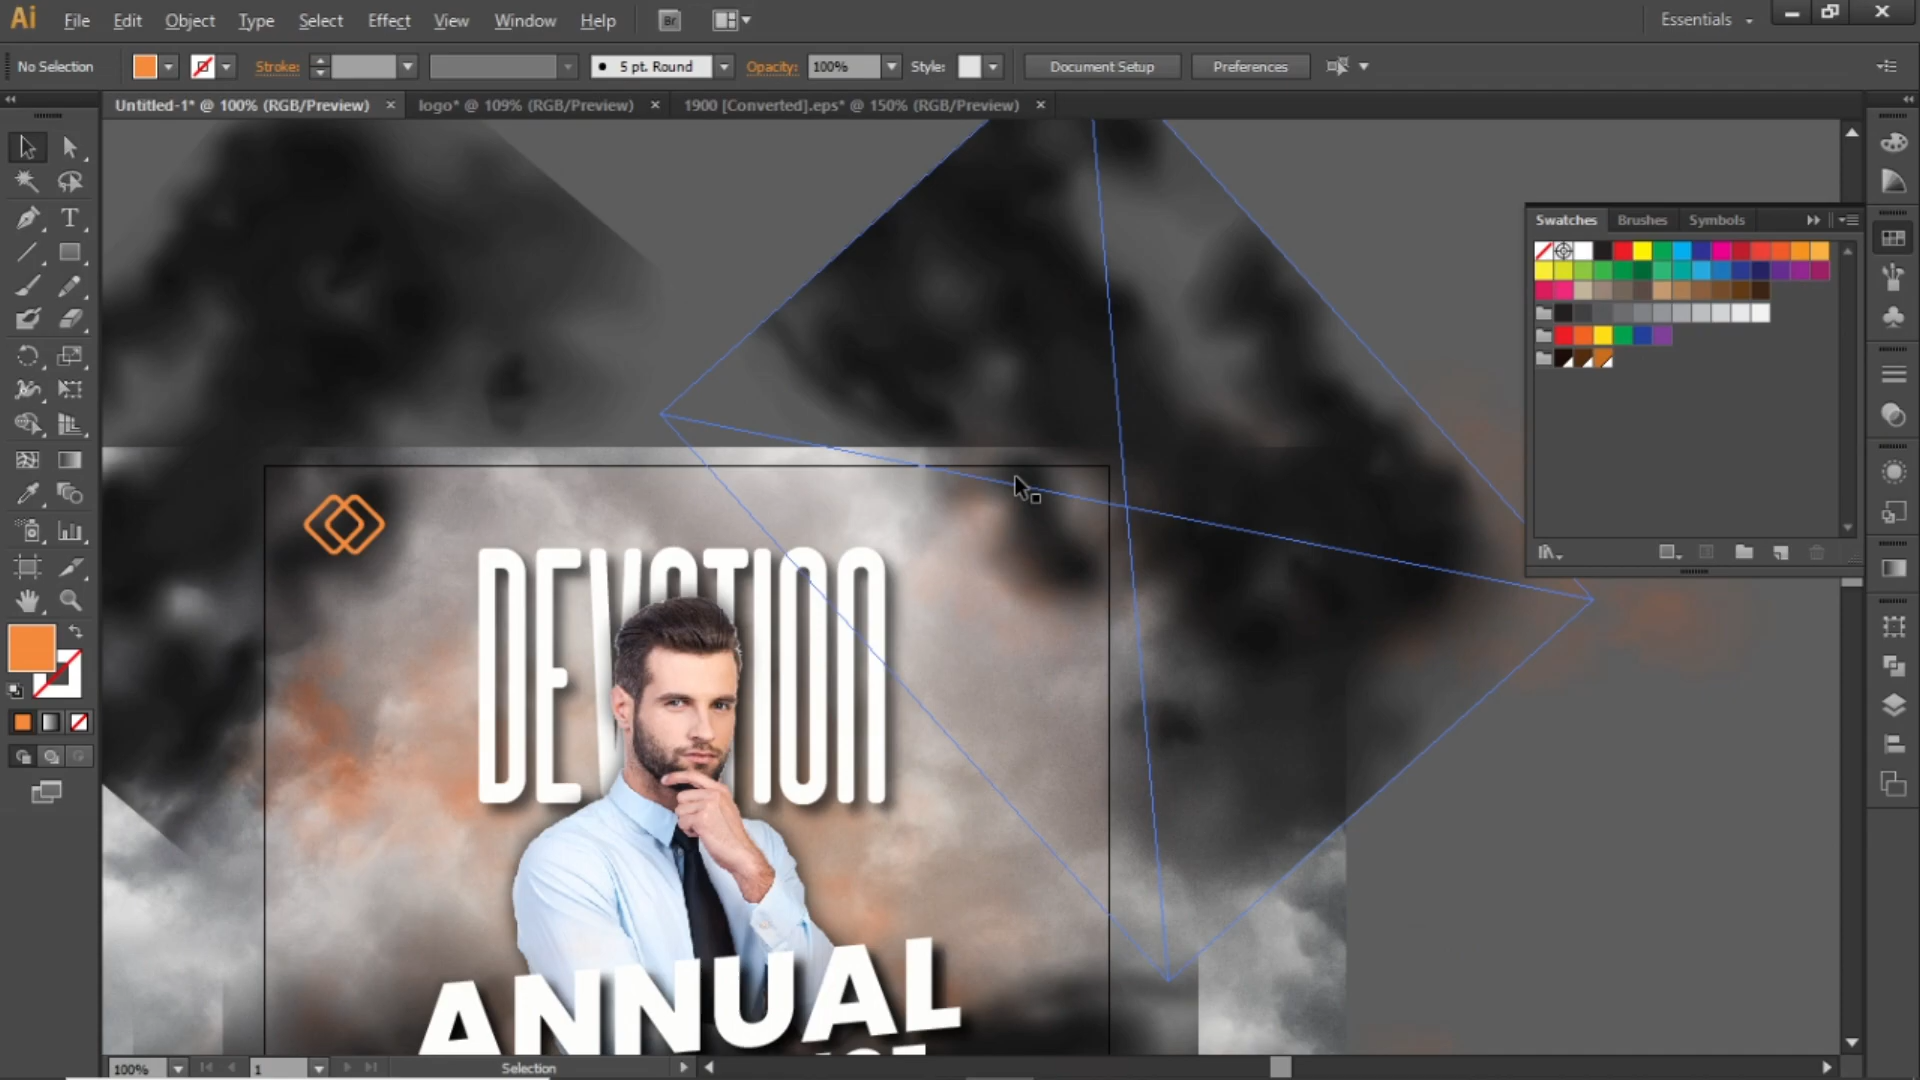 Ai File Edit Object Type Select Effect View Window Help Br Essentials
No Selection Stroke: 5 pt. Round Opacity: 100% Style: Document Setup Preferences
Untitled-1* @ 100% (RGB/Preview) logo* @ 109% (RGB/Preview) 1900 [Converted].eps* @ 150% (RGB/Preview)
Swatches Brushes Symbols
DEVOTION
ANNUAL
100% 1 Selection